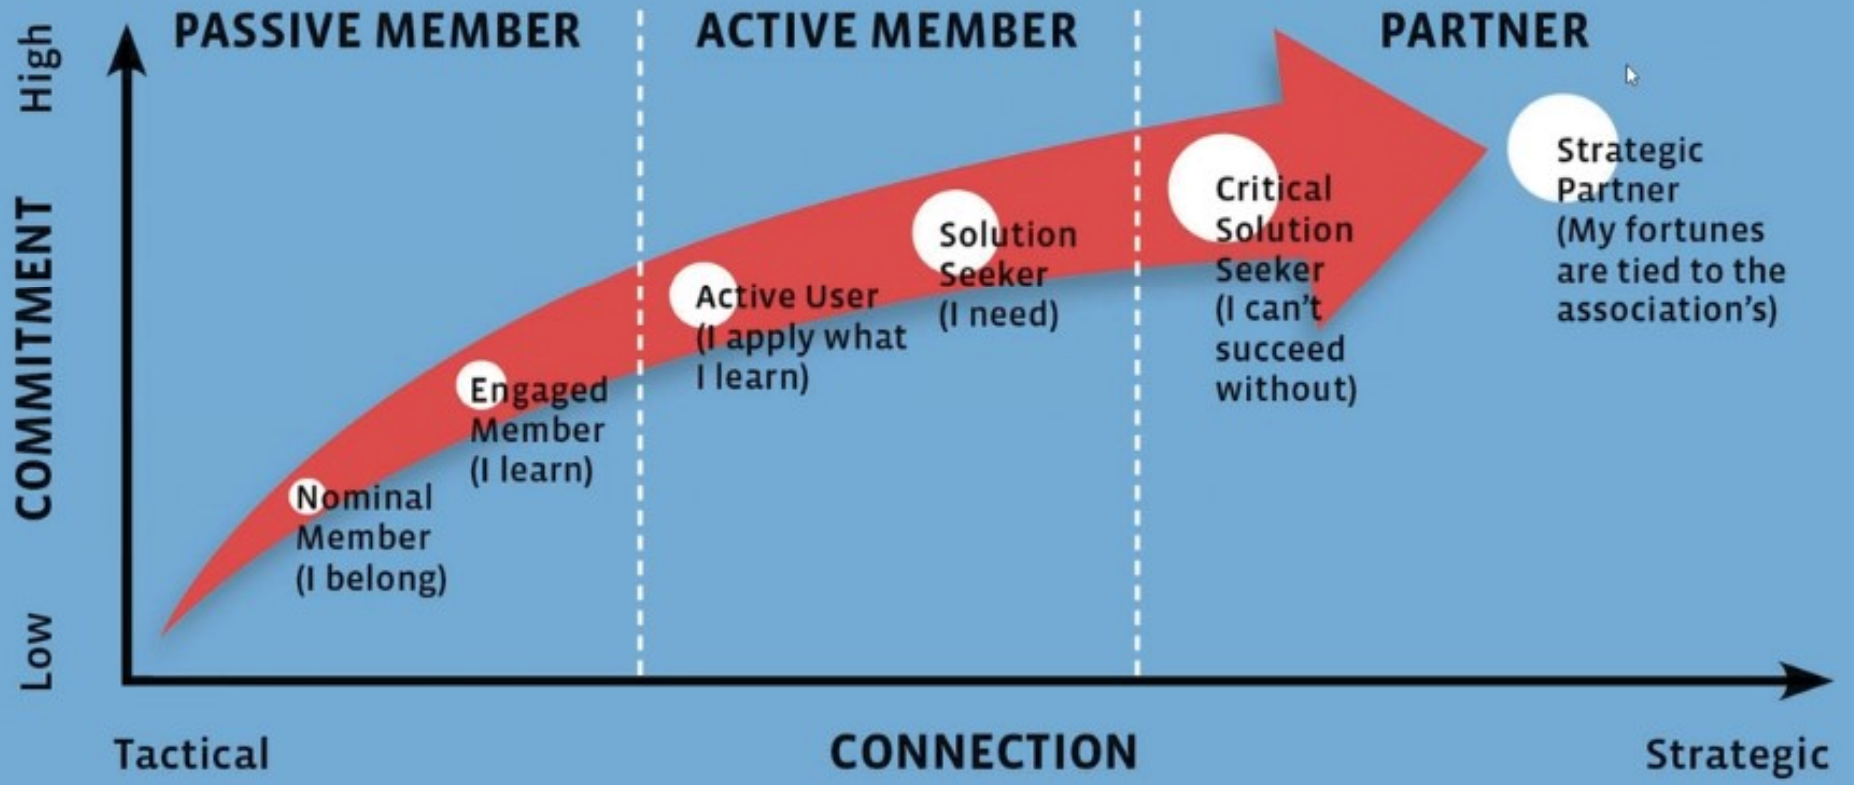 PASSIVE MEMBER
ACTIVE MEMBER
PARTNER
High
COMMITMENT
Low
Nominal
Member
(I belong)
Engaged
Member
(I learn)
Active User
(I apply what
I learn)
Solution
Seeker
(I need)
Critical
Solution
Seeker
(I can't
succeed
without)
Strategic
Partner
(My fortunes
are tied to the
association's)
Tactical
CONNECTION
Strategic